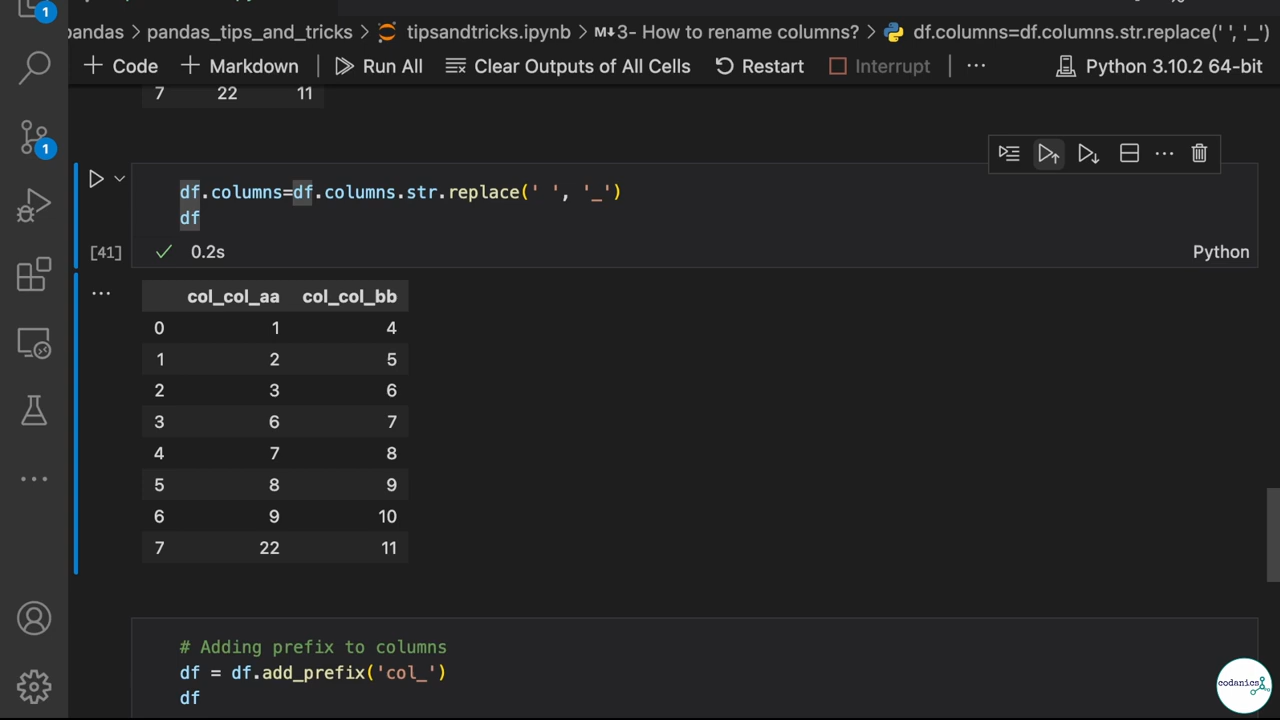 1
pandas > pandas_tips_and_tricks > tipsandtricks.ipynb > M↓3- How to rename columns? > df.columns=df.columns.str.replace(' ', '_')
+ Code + Markdown | Run All Clear Outputs of All Cells Restart Interrupt | ... Python 3.10.2 64-bit
7 22 11
1
df.columns=df.columns.str.replace(' ', '_')
df
[41] ✓ 0.2s Python
...
col_col_aa col_col_bb
0 1 4
1 2 5
2 3 6
3 6 7
4 7 8
5 8 9
6 9 10
7 22 11
# Adding prefix to columns
df = df.add_prefix('col_')
df
codanics